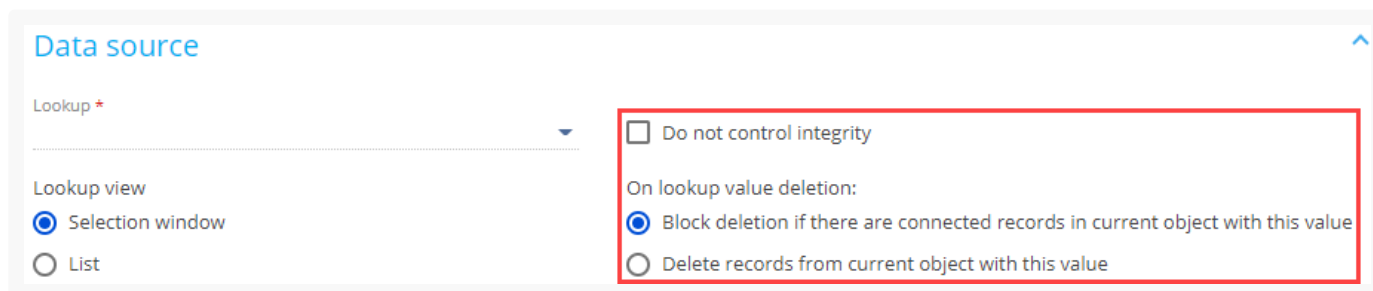 Data source
Lookup *
Do not control integrity
Lookup view
On lookup value deletion:
Selection window
Block deletion if there are connected records in current object with this value
List
Delete records from current object with this value